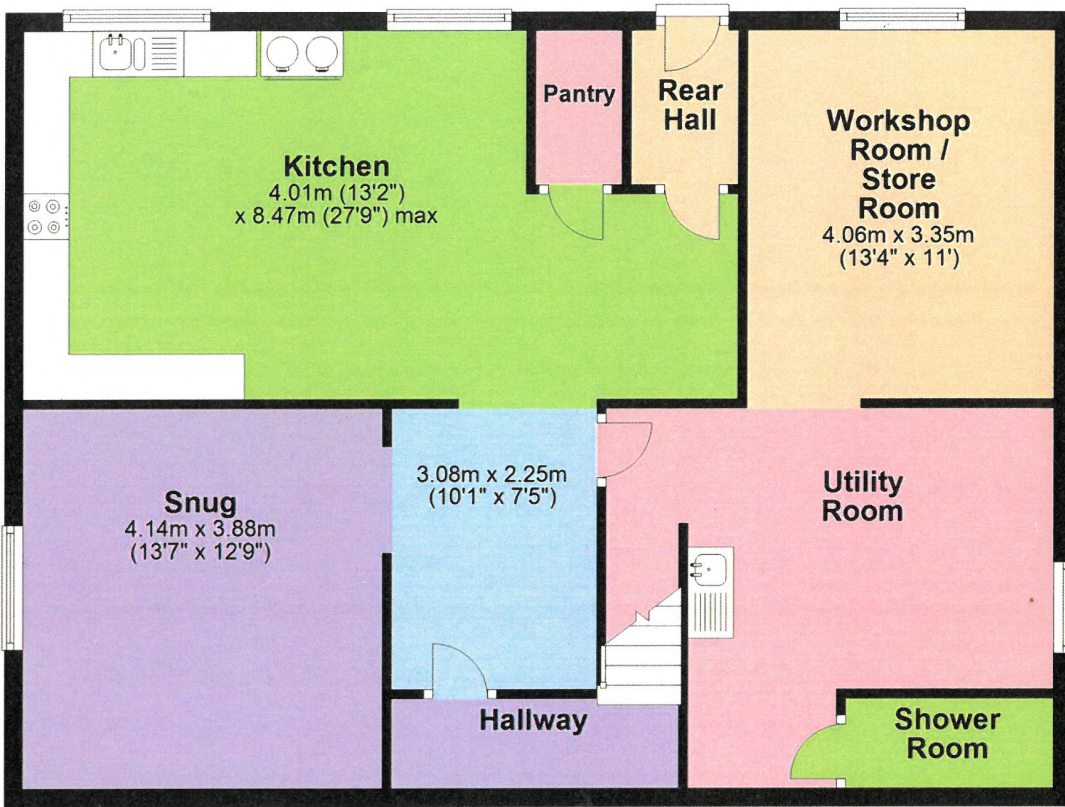 Kitchen
4.01m (13'2")
x 8.47m (27'9") max
Pantry
Rear
Hall
Workshop
Room /
Store
Room
4.06m x 3.35m
(13'4" x 11')
Snug
4.14m x 3.88m
(13'7" x 12'9")
3.08m x 2.25m
(10'1" x 7'5")
Utility
Room
Hallway
Shower
Room